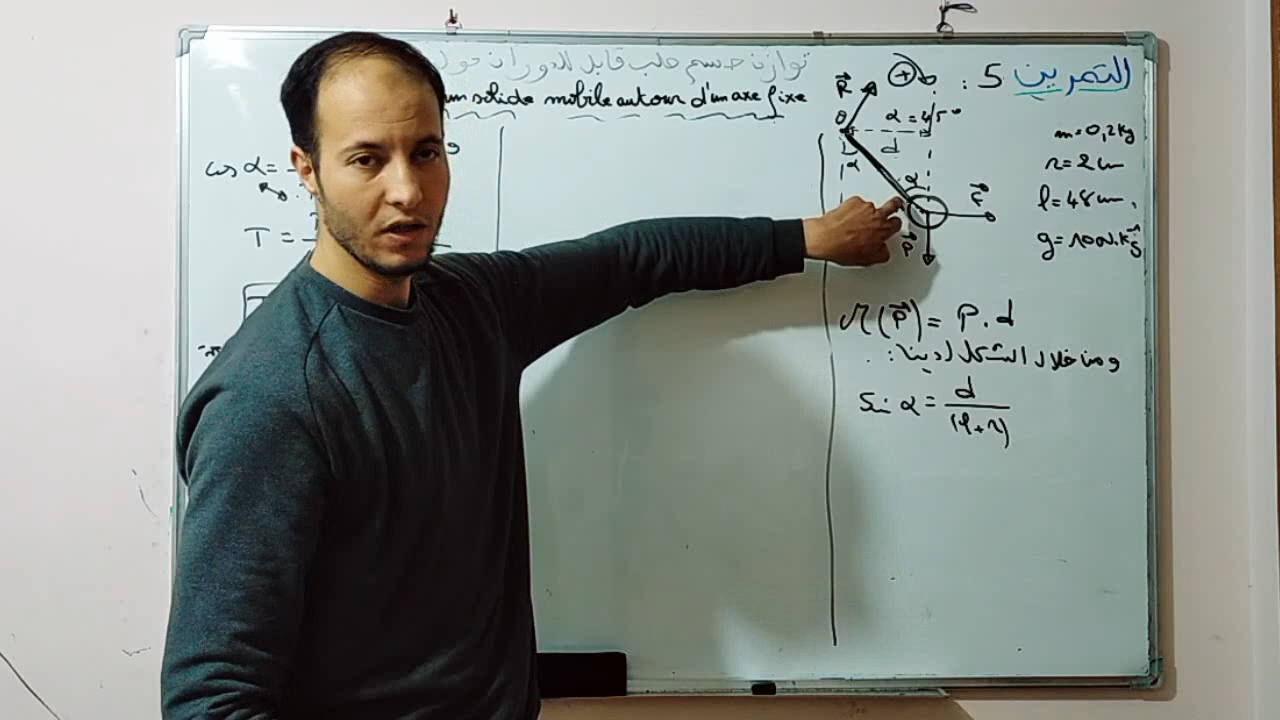 توازن جسم صلب قابل للدوران حول
un solide mobile autour d'un axe fixe
cos α =
T =
التمرين 5 :
+
R
α = 45°
θ
d
α
α
F
P
m = 0,2 kg
r = 2 cm
l = 48 cm,
g = 10 N.kg⁻¹
M(P) = P.d
ومن خلال الشكل لدينا :
Sin α = d / (l + r)